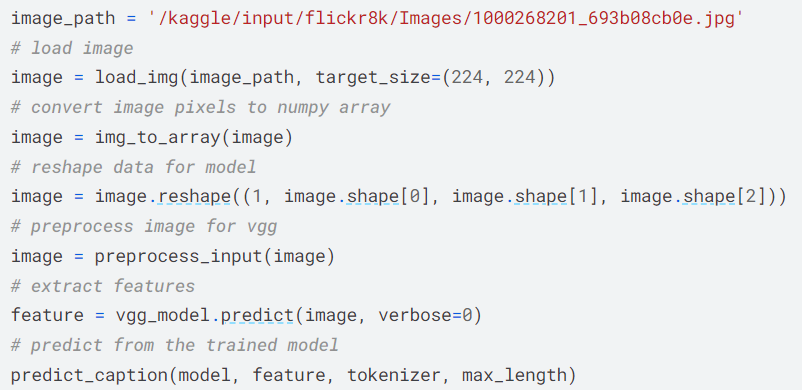 image_path = '/kaggle/input/flickr8k/Images/1000268201_693b08cb0e.jpg'
# load image
image = load_img(image_path, target_size=(224, 224))
# convert image pixels to numpy array
image = img_to_array(image)
# reshape data for model
image = image.reshape((1, image.shape[0], image.shape[1], image.shape[2]))
# preprocess image for vgg
image = preprocess_input(image)
# extract features
feature = vgg_model.predict(image, verbose=0)
# predict from the trained model
predict_caption(model, feature, tokenizer, max_length)